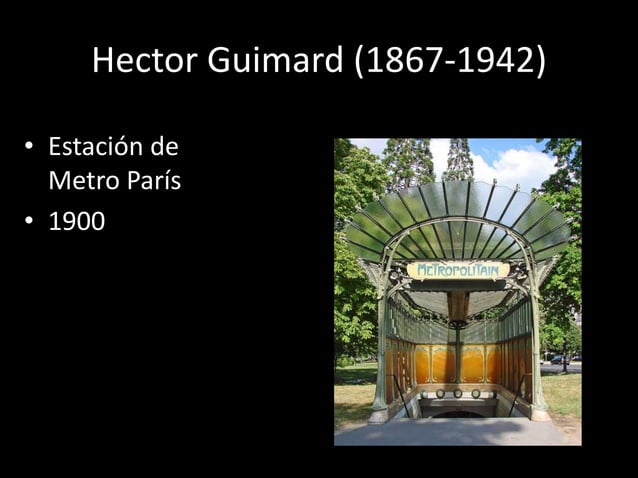 Hector Guimard (1867-1942)
• Estación de
Metro París
• 1900
METROPOLITAIN